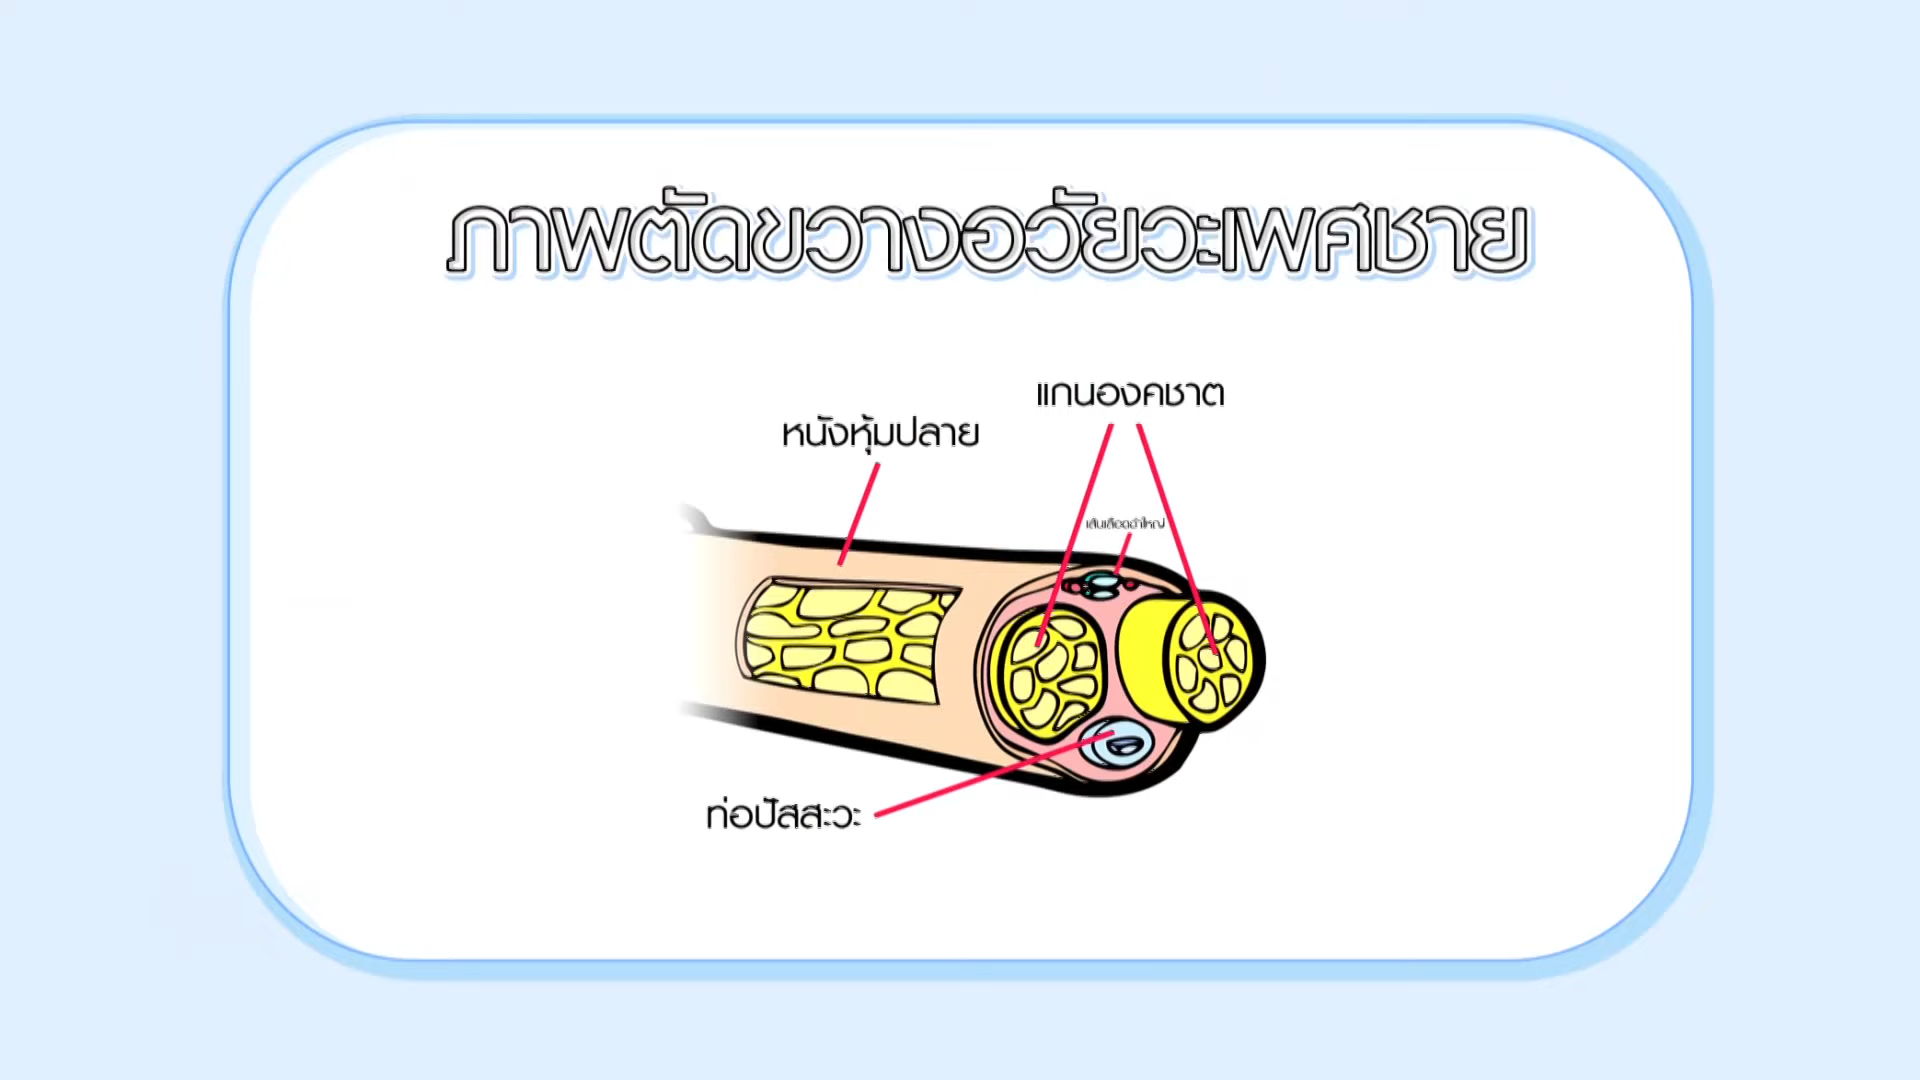 ภาพตัดขวางอวัยวะเพศชาย
แกนองคชาต
หนังหุ้มปลาย
เส้นเลือดดำใหญ่
ท่อปัสสะวะ